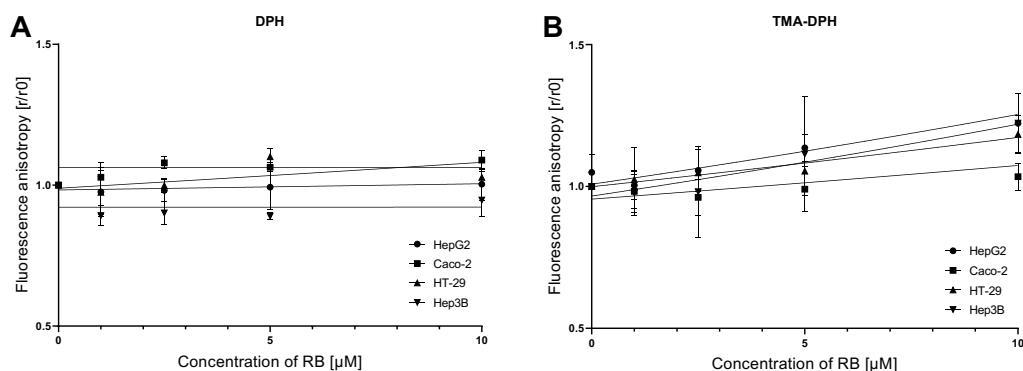 A
DPH
1.5
1.0
0.5
Fluorescence anisotropy [r/r0]
0
5
10
Concentration of RB [µM]
HepG2
Caco-2
HT-29
Hep3B
B
TMA-DPH
1.5
1.0
0.5
Fluorescence anisotropy [r/r0]
0
5
10
Concentration of RB [µM]
HepG2
Caco-2
HT-29
Hep3B